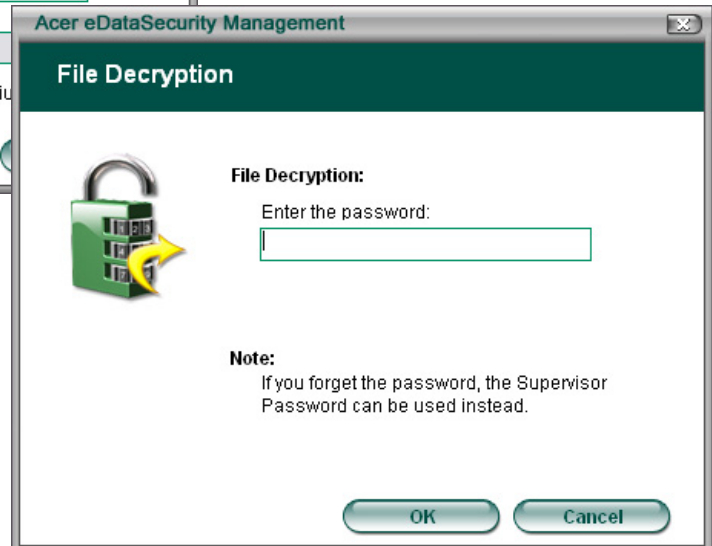 Acer eDataSecurity Management
File Decryption
File Decryption:
Enter the password:
Note:
If you forget the password, the Supervisor
Password can be used instead.
OK
Cancel